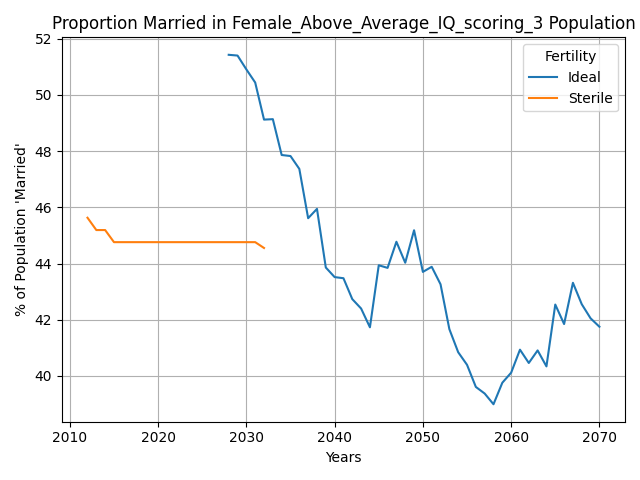 Proportion Married in Female_Above_Average_IQ_scoring_3 Population
52
50
48
46
44
42
40
% of Population 'Married'
Fertility
Ideal
Sterile
2010 2020 2030 2040 2050 2060 2070
Years